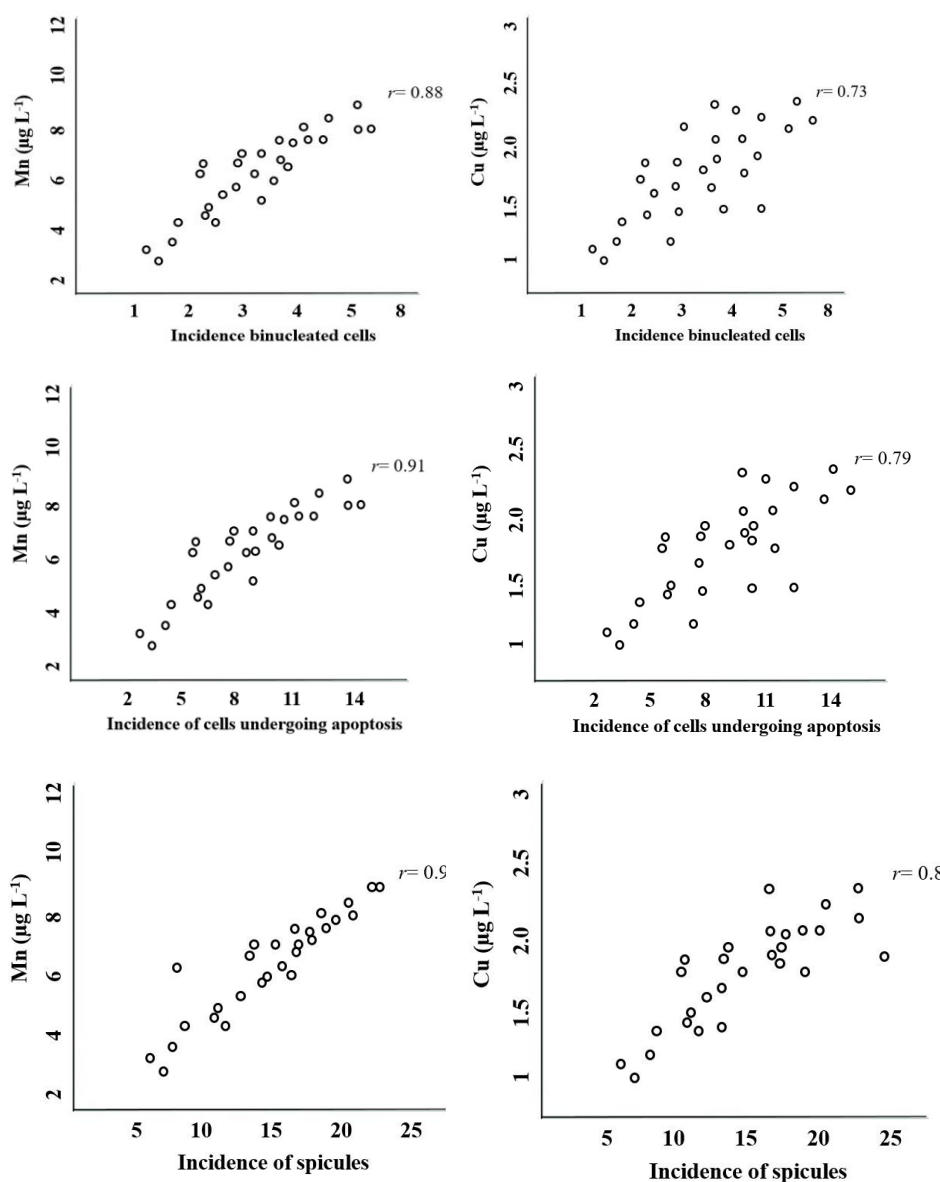 12
10
8
6
4
2
Mn (µg L⁻¹)
r= 0.88
1 2 3 4 5 8
Incidence binucleated cells
3
2.5
2.0
1.5
1
Cu (µg L⁻¹)
r= 0.73
1 2 3 4 5 8
Incidence binucleated cells
12
10
8
6
4
2
Mn (µg L⁻¹)
r= 0.91
2 5 8 11 14
Incidence of cells undergoing apoptosis
3
2.5
2.0
1.5
1
Cu (µg L⁻¹)
r= 0.79
2 5 8 11 14
Incidence of cells undergoing apoptosis
12
10
8
6
4
2
Mn (µg L⁻¹)
r= 0.9
5 10 15 20 25
Incidence of spicules
3
2.5
2.0
1.5
1
Cu (µg L⁻¹)
r= 0.8
5 10 15 20 25
Incidence of spicules